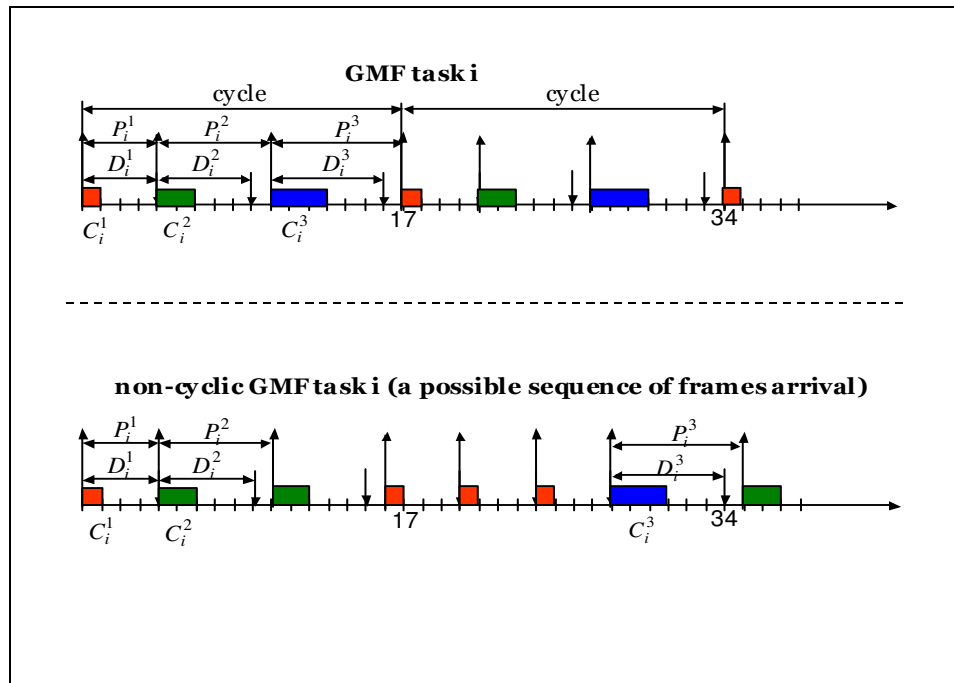 GMF task i
cycle cycle
P_i^1 P_i^2 P_i^3
D_i^1 D_i^2 D_i^3
17 34
C_i^1 C_i^2 C_i^3
non-cyclic GMF task i (a possible sequence of frames arrival)
P_i^1 P_i^2 P_i^3
D_i^1 D_i^2 D_i^3
17 34
C_i^1 C_i^2 C_i^3